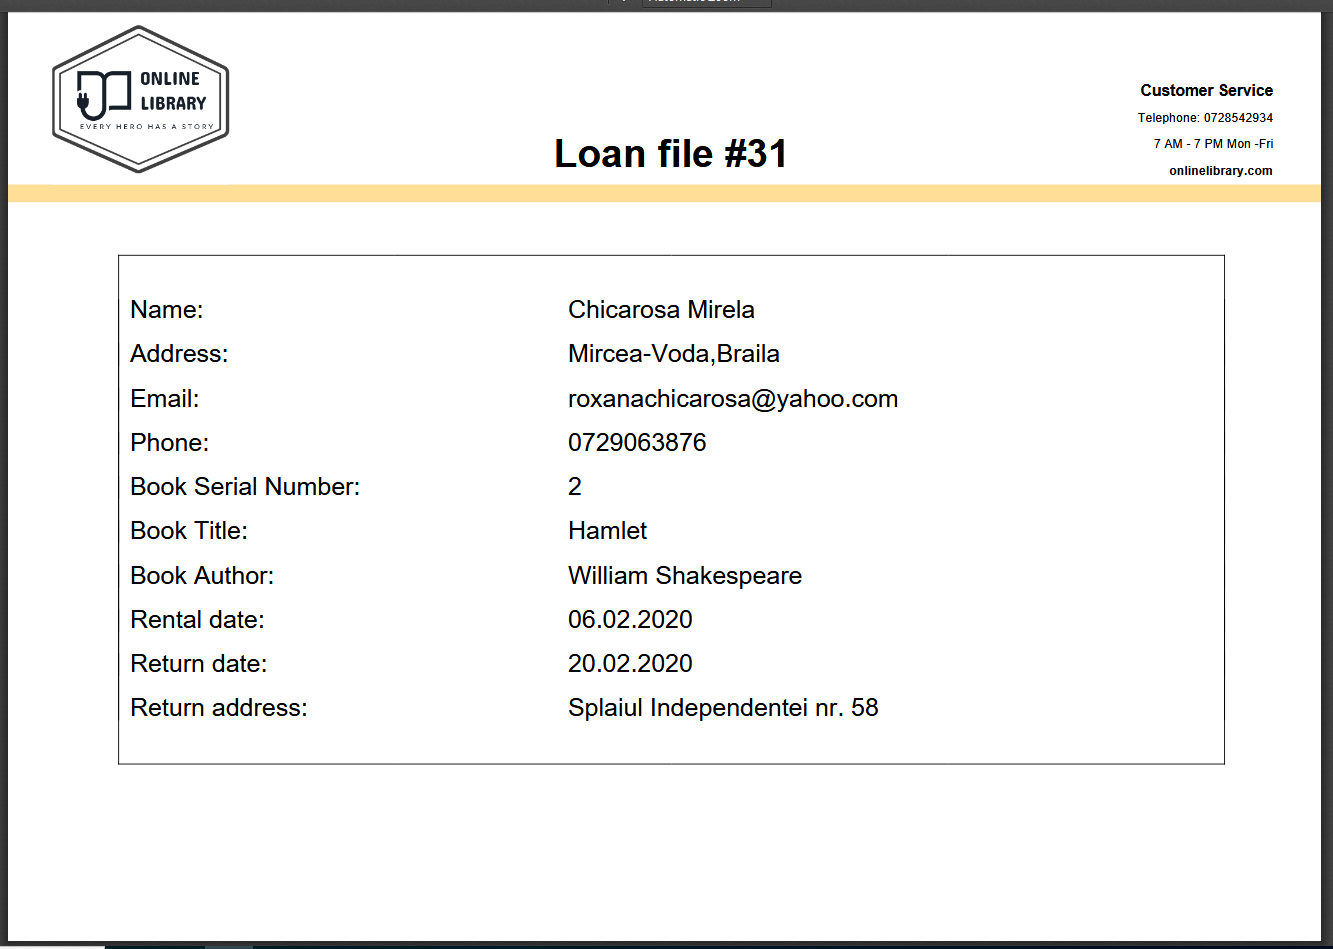 ONLINE
LIBRARY
EVERY HERO HAS A STORY
Customer Service
Telephone: 0728542934
7 AM - 7 PM Mon -Fri
onlinelibrary.com
Loan file #31
Name: Chicarosa Mirela
Address: Mircea-Voda,Braila
Email: roxanachicarosa@yahoo.com
Phone: 0729063876
Book Serial Number: 2
Book Title: Hamlet
Book Author: William Shakespeare
Rental date: 06.02.2020
Return date: 20.02.2020
Return address: Splaiul Independentei nr. 58